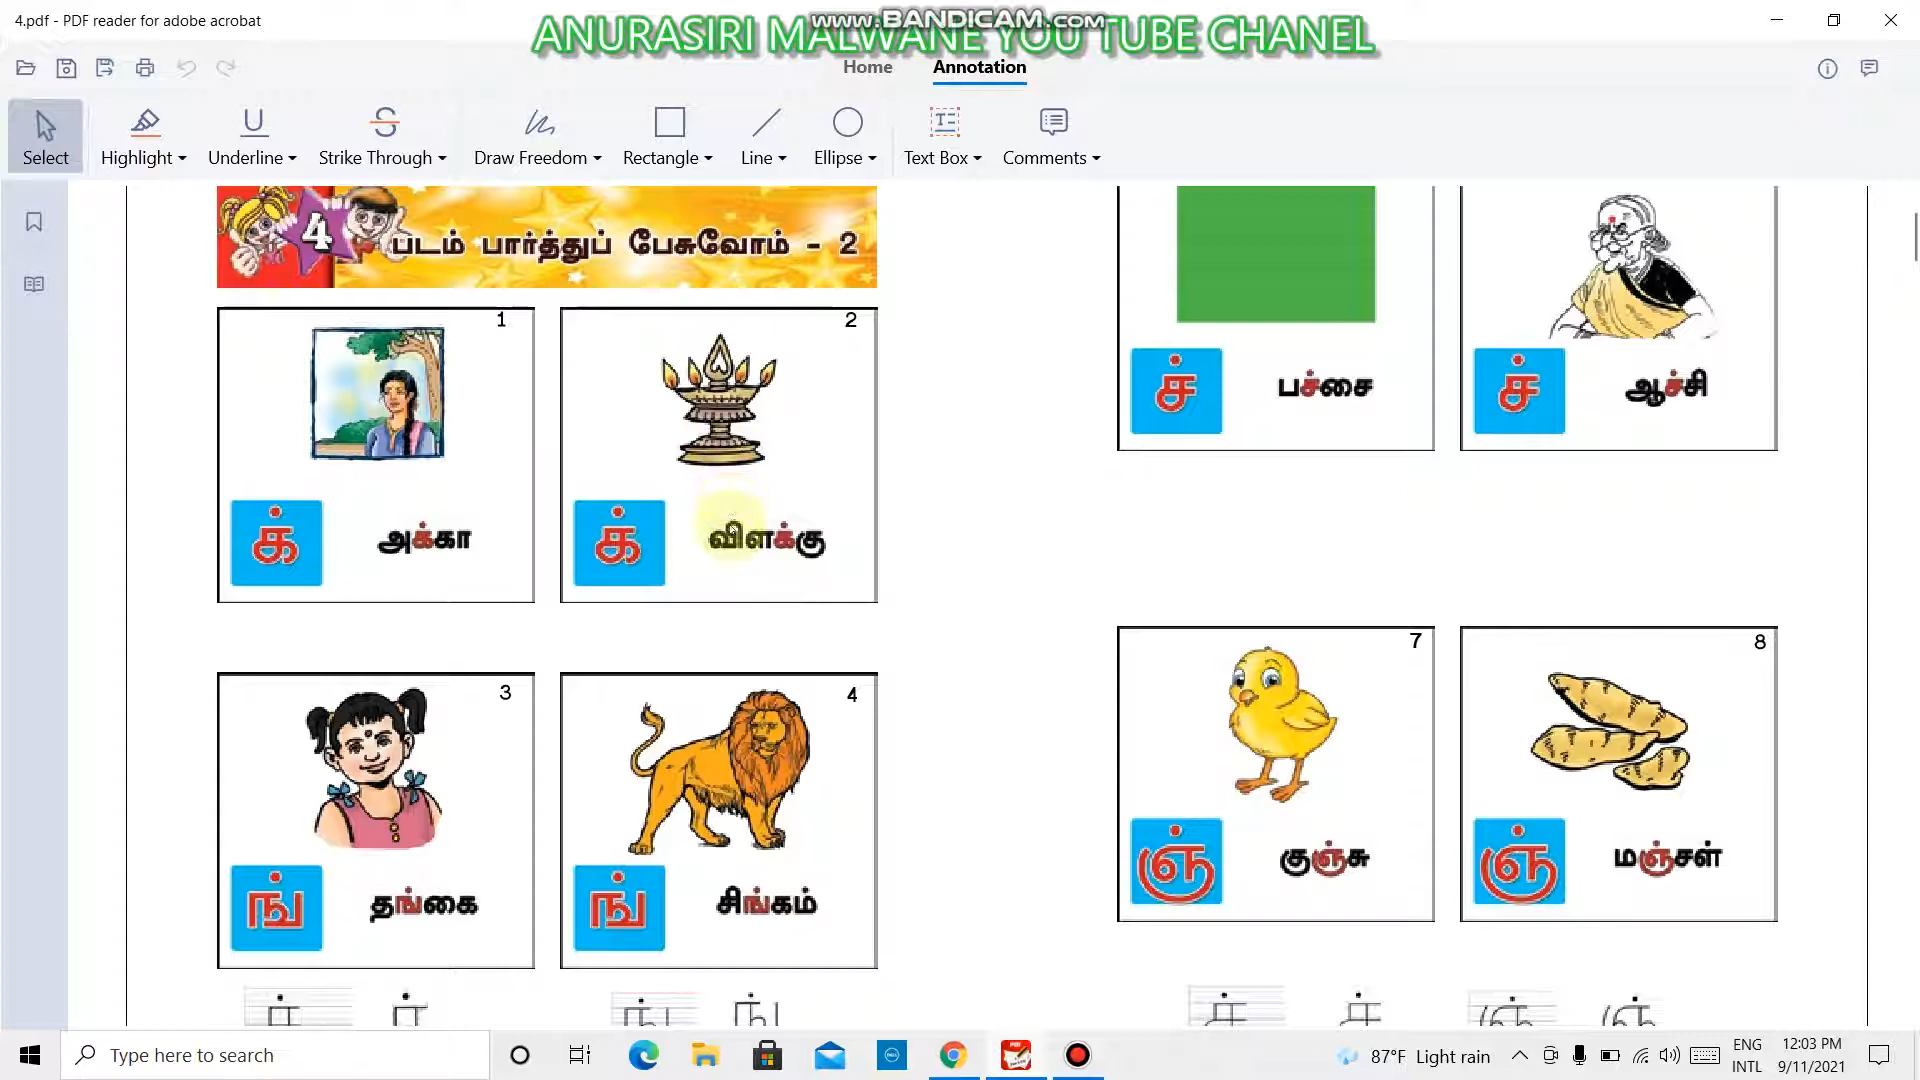 4.pdf - PDF reader for adobe acrobat
www.BANDICAM.com
ANURASIRI MALWANE YOU TUBE CHANEL
Home
Annotation
Select
Highlight
Underline
Strike Through
Draw Freedom
Rectangle
Line
Ellipse
Text Box
Comments
4 படம் பார்த்துப் பேசுவோம் - 2
1
க் அக்கா
2
க் விளக்கு
ச் பச்சை
ச் ஆச்சி
3
ங் தங்கை
4
ங் சிங்கம்
7
ஞ் குஞ்சு
8
ஞ் மஞ்சள்
Type here to search
87°F Light rain
ENG
INTL
12:03 PM
9/11/2021